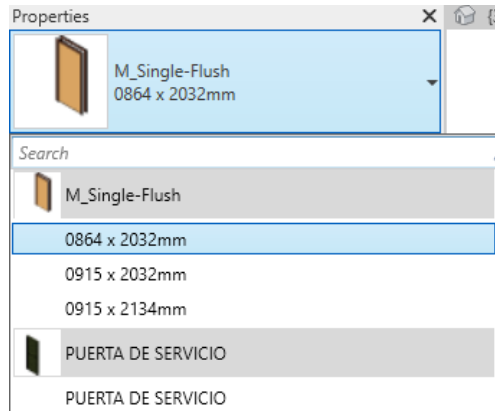 Properties
M_Single-Flush
0864 x 2032mm
Search
M_Single-Flush
0864 x 2032mm
0915 x 2032mm
0915 x 2134mm
PUERTA DE SERVICIO
PUERTA DE SERVICIO